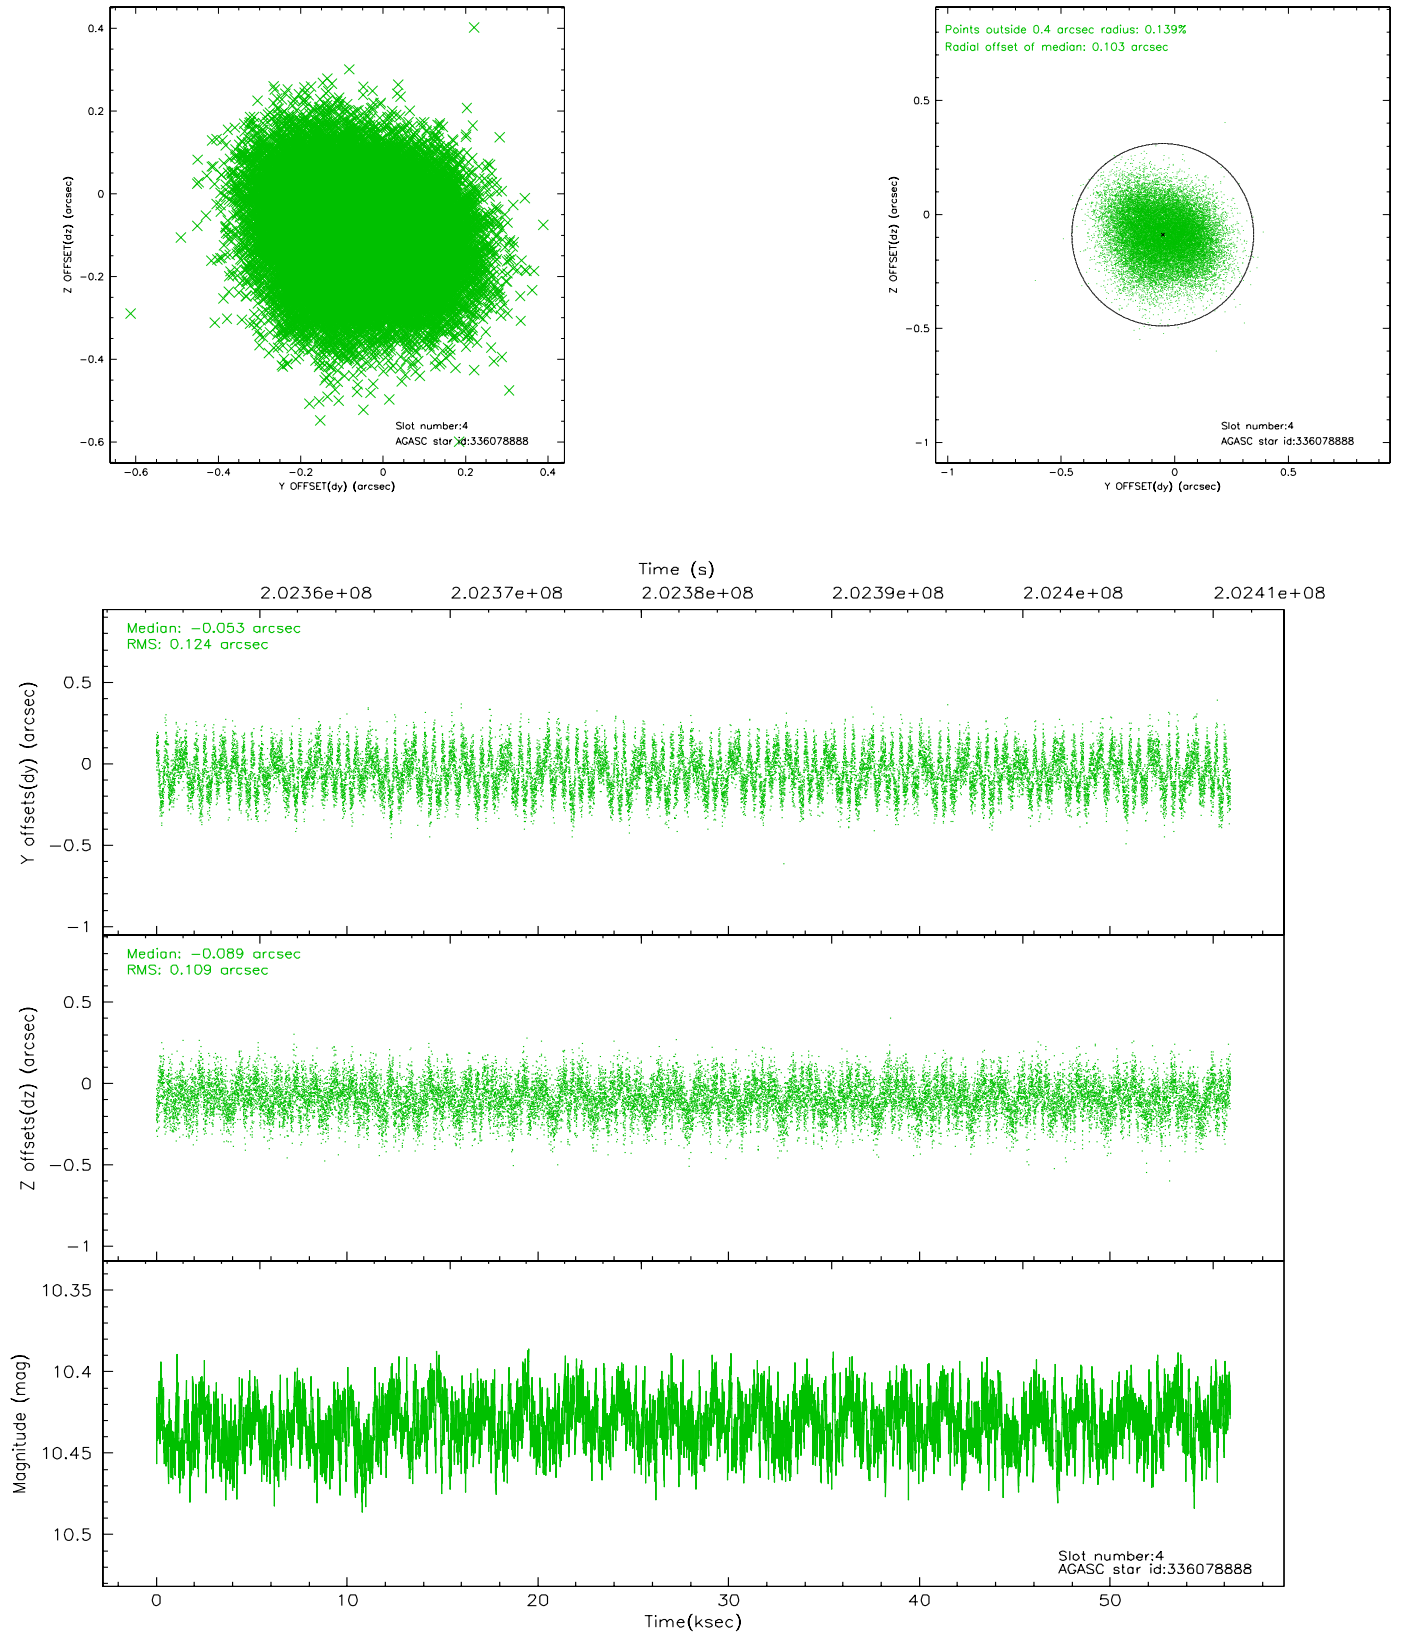 0.4
0.2
0
−0.2
−0.4
−0.6
Z OFFSET(dz) (arcsec)
Slot number:4
AGASC star id:336078888
−0.6 −0.4 −0.2 0 0.2 0.4
Y OFFSET(dy) (arcsec)
Points outside 0.4 arcsec radius: 0.139%
Radial offset of median: 0.103 arcsec
0.5
0
−0.5
−1
Z OFFSET(dz) (arcsec)
Slot number:4
AGASC star id:336078888
−1 −0.5 0 0.5
Y OFFSET(dy) (arcsec)
Time (s)
2.0236e+08 2.0237e+08 2.0238e+08 2.0239e+08 2.024e+08 2.0241e+08
Median: −0.053 arcsec
RMS: 0.124 arcsec
0.5
0
−0.5
−1
Y offsets(dy) (arcsec)
Median: −0.089 arcsec
RMS: 0.109 arcsec
0.5
0
−0.5
−1
Z offsets(dz) (arcsec)
10.35
10.4
10.45
10.5
Magnitude (mag)
Slot number:4
AGASC star id:336078888
0 10 20 30 40 50
Time(ksec)